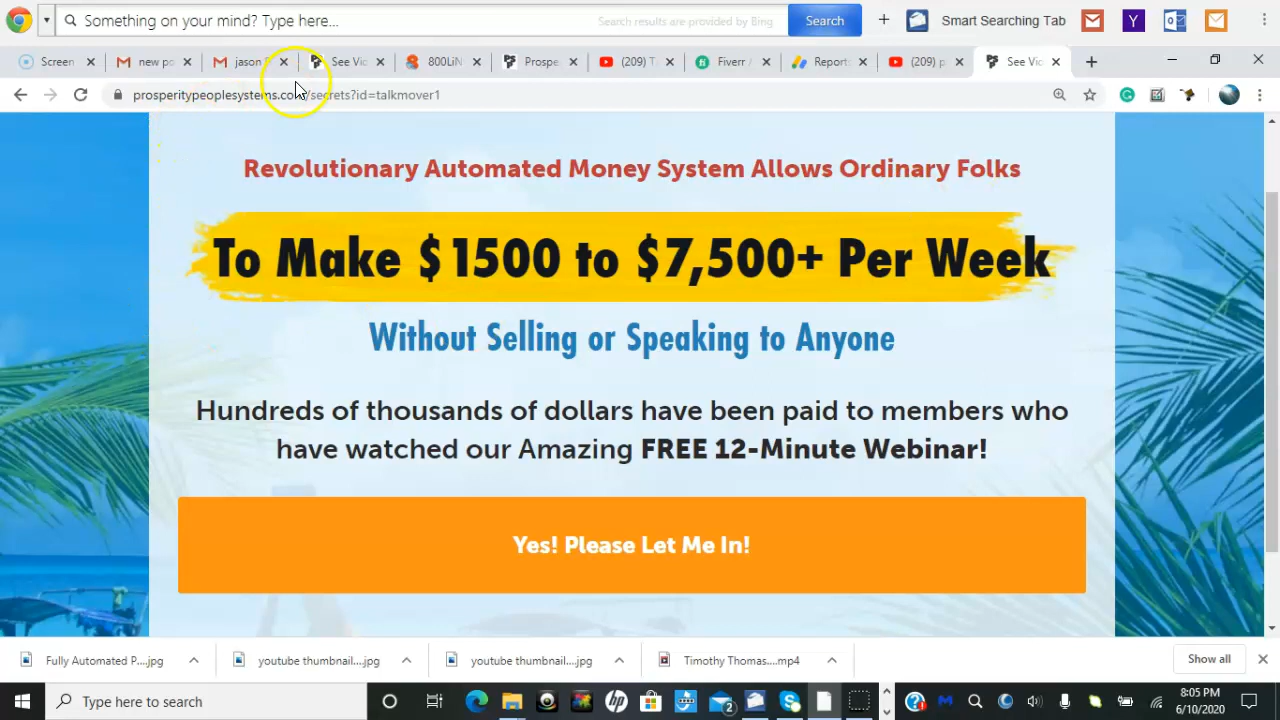 Something on your mind? Type here...
Search results are provided by Bing
Search
Smart Searching Tab
Screen
new po
jason
See Vic
800LiN
Prospe
(209) T
Fiverr /
Reports
(209) p
See Vic
prosperitypeoplesystems.com/secrets?id=talkmover1
Revolutionary Automated Money System Allows Ordinary Folks
To Make $1500 to $7,500+ Per Week
Without Selling or Speaking to Anyone
Hundreds of thousands of dollars have been paid to members who
have watched our Amazing FREE 12-Minute Webinar!
Yes! Please Let Me In!
Fully Automated P....jpg
youtube thumbnail....jpg
youtube thumbnail....jpg
Timothy Thomas....mp4
Show all
Type here to search
2
8:05 PM
6/10/2020